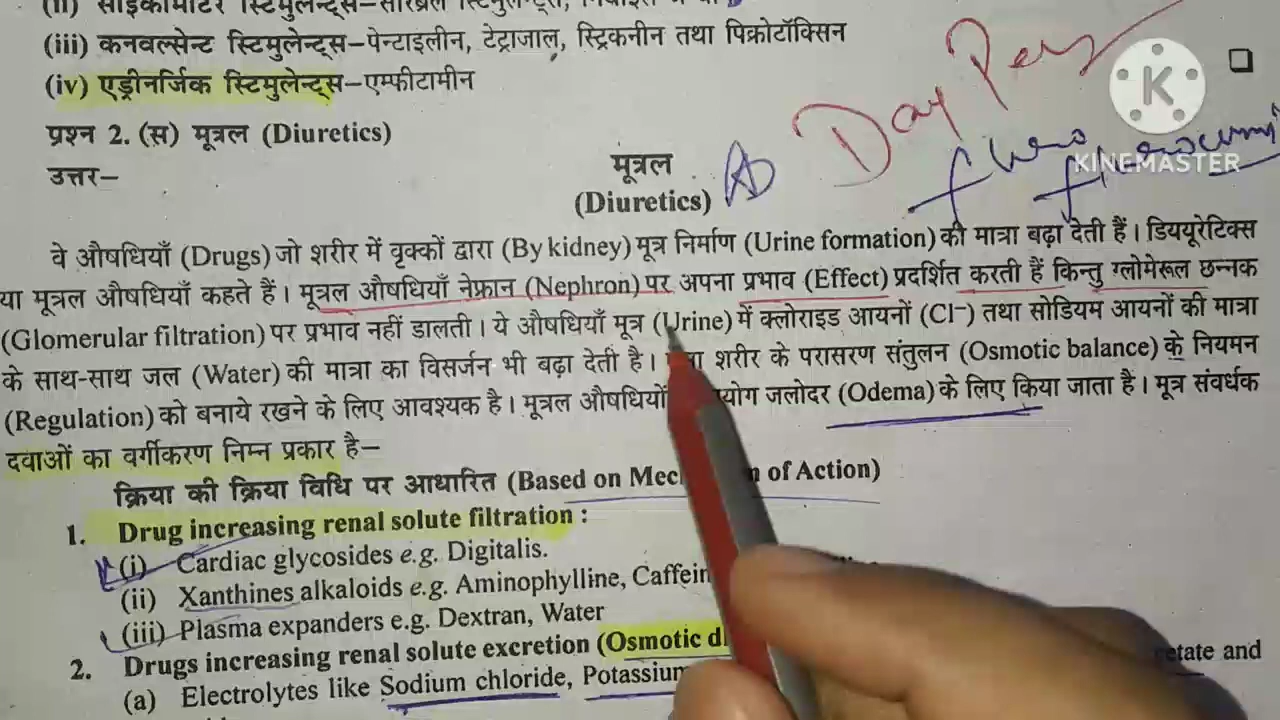 (ii) साइकोमोटर स्टिमुलेन्ट्स–सेरिब्रल
(iii) कनवल्सेन्ट स्टिमुलेन्ट्स–पेन्टाइलीन, टेट्राजाल, स्ट्रिकनीन तथा पिक्रोटॉक्सिन
(iv) एड्रीनर्जिक स्टिमुलेन्ट्स–एम्फीटामीन
K
KINEMASTER
प्रश्न 2. (स) मूत्रल (Diuretics)
उत्तर–
मूत्रल
(Diuretics)
वे औषधियाँ (Drugs) जो शरीर में वृक्कों द्वारा (By kidney) मूत्र निर्माण (Urine formation) की मात्रा बढ़ा देती हैं। डिययूरेटिक्स
या मूत्रल औषधियाँ कहते हैं। मूत्रल औषधियाँ नेफ्रान (Nephron) पर अपना प्रभाव (Effect) प्रदर्शित करती हैं किन्तु ग्लोमेरूल छन्नक
(Glomerular filtration) पर प्रभाव नहीं डालती। ये औषधियाँ मूत्र (Urine) में क्लोराइड आयनों (Cl⁻) तथा सोडियम आयनों की मात्रा
के साथ-साथ जल (Water) की मात्रा का विसर्जन भी बढ़ा देती है। शरीर के परासरण संतुलन (Osmotic balance) के नियमन
(Regulation) को बनाये रखने के लिए आवश्यक है। मूत्रल औषधियों जलोदर (Odema) के लिए किया जाता है। मूत्र संवर्धक
दवाओं का वर्गीकरण निम्न प्रकार है–
क्रिया की क्रिया विधि पर आधारित (Based on of Action)
1. Drug increasing renal solute filtration :
(i) Cardiac glycosides e.g. Digitalis.
(ii) Xanthines alkaloids e.g. Aminophylline,
(iii) Plasma expanders e.g. Dextran, Water
2. Drugs increasing renal solute excretion (Osmotic and
(a) Electrolytes like Sodium chloride,